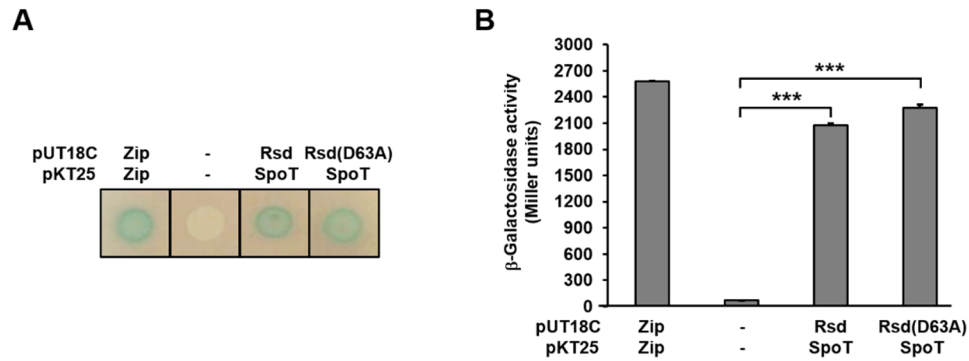 A
pUT18C Zip - Rsd Rsd(D63A)
pKT25 Zip - SpoT SpoT
B
β-Galactosidase activity
(Miller units)
3000
2700
2400
2100
1800
1500
1200
900
600
300
0
***
***
pUT18C Zip - Rsd Rsd(D63A)
pKT25 Zip - SpoT SpoT